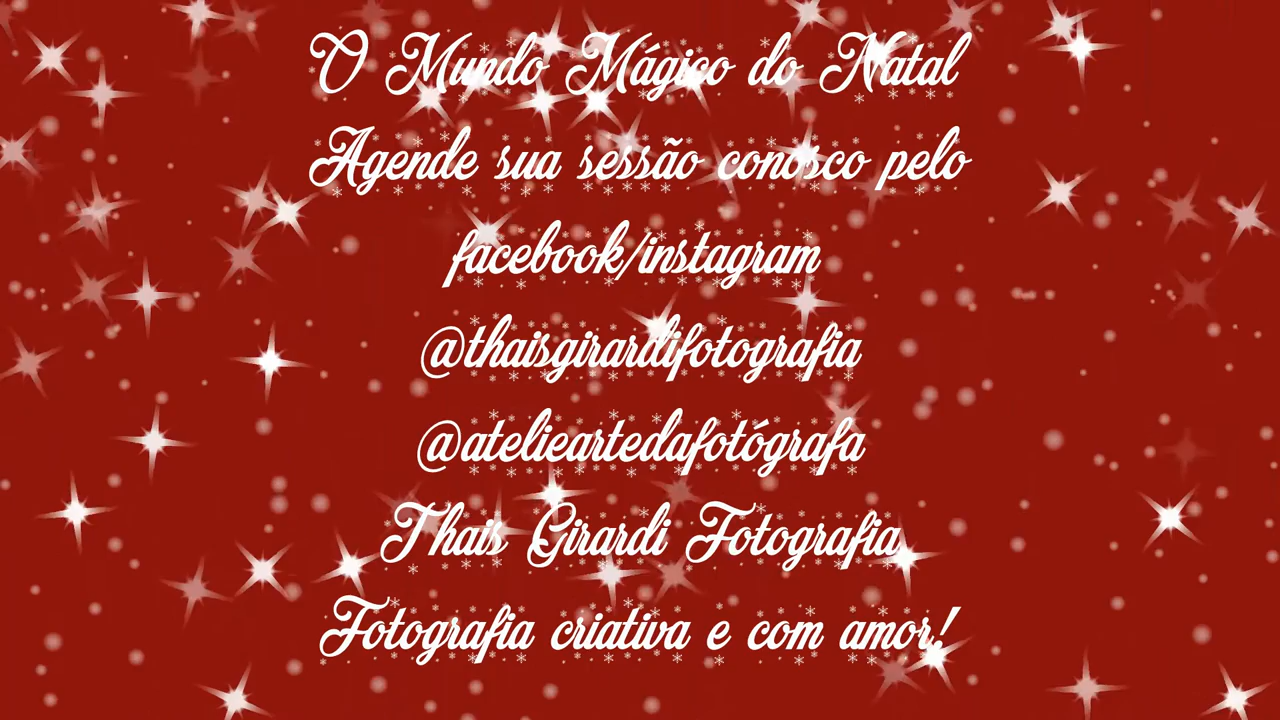 O Mundo Mágico do Natal
Agende sua sessão conosco pelo
facebook/instagram
@thaisgirardifotografia
@atelieartedafotógrafa
Thais Girardi Fotografia
Fotografia criativa e com amor!